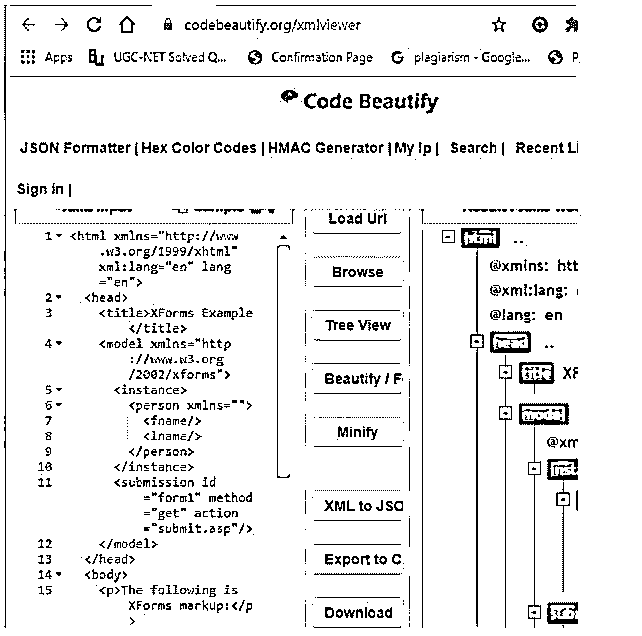 codebeautify.org/xmlviewer
Apps UGC-NET Solved Q... Confirmation Page G plagiarism - Google... P
Code Beautify
JSON Formatter | Hex Color Codes | HMAC Generator | My Ip | Search | Recent Li
Sign in |
Load Url
Browse
Tree View
Beautify / F
Minify
XML to JSO
Export to C
Download
1 <html xmlns="http://www
.w3.org/1999/xhtml"
xml:lang="en" lang
="en">
2 <head>
3 <title>XForms Example
</title>
4 <model xmlns="http
://www.w3.org
/2002/xforms">
5 <instance>
6 <person xmlns="">
7 <fname/>
8 <lname/>
9 </person>
10 </instance>
11 <submission id
="form1" method
="get" action
="submit.asp"/>
12 </model>
13 </head>
14 <body>
15 <p>The following is
XForms markup:</p
>
html ..
@xmlns: htt
@xml:lang:
@lang: en
head ..
title XF
model
@xm